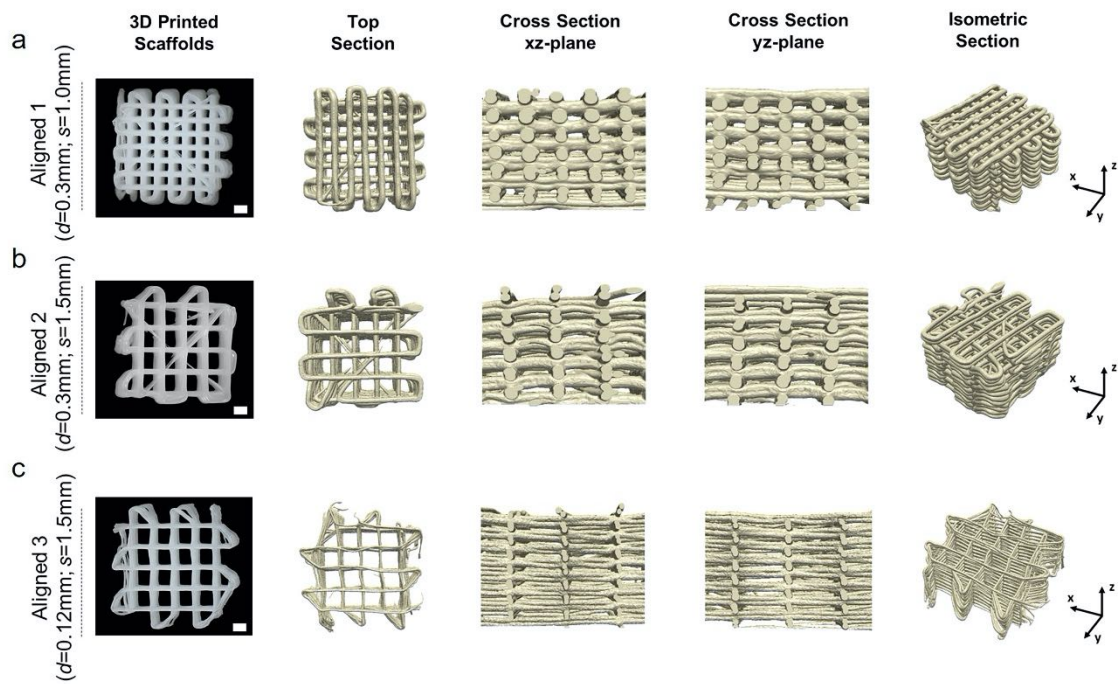 3D Printed
Scaffolds
Top
Section
Cross Section
xz-plane
Cross Section
yz-plane
Isometric
Section
a
Aligned 1
(d=0.3mm; s=1.0mm)
x
z
y
b
Aligned 2
(d=0.3mm; s=1.5mm)
x
z
y
c
Aligned 3
(d=0.12mm; s=1.5mm)
x
z
y